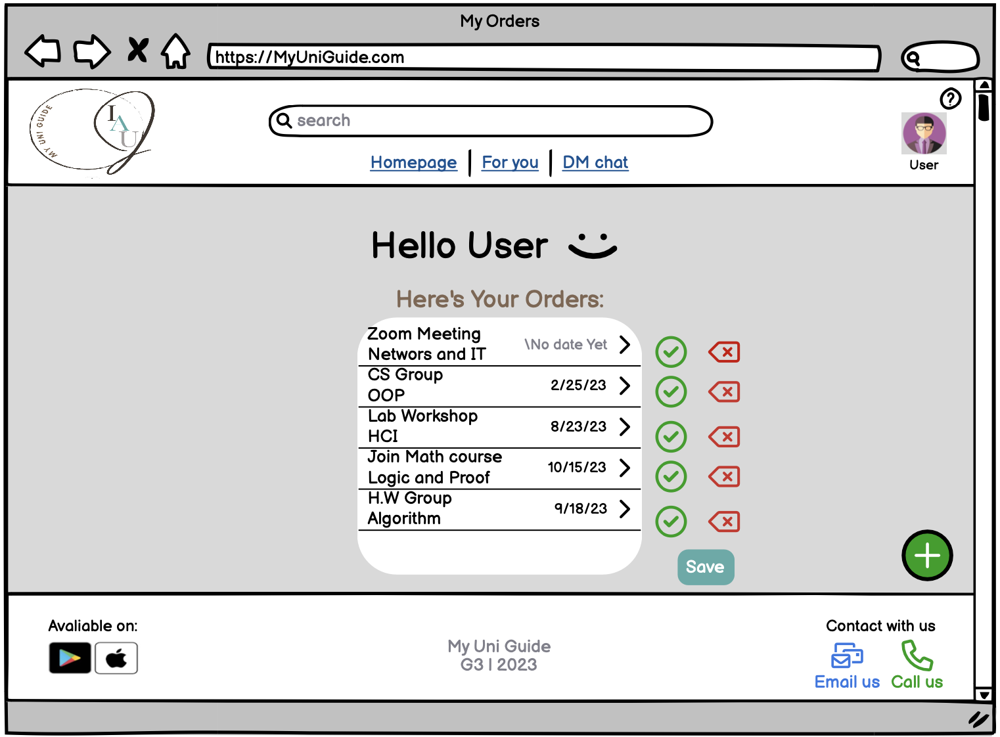 My Orders
https://MyUniGuide.com
MY UNI GUIDE
I
A
U
search
?
Homepage | For you | DM chat
User
Hello User
Here's Your Orders:
Zoom Meeting
Networs and IT
\No date Yet
CS Group
OOP
2/25/23
Lab Workshop
HCI
8/23/23
Join Math course
Logic and Proof
10/15/23
H.W Group
Algorithm
9/18/23
Save
Avaliable on:
My Uni Guide
G3 | 2023
Contact with us
Email us
Call us